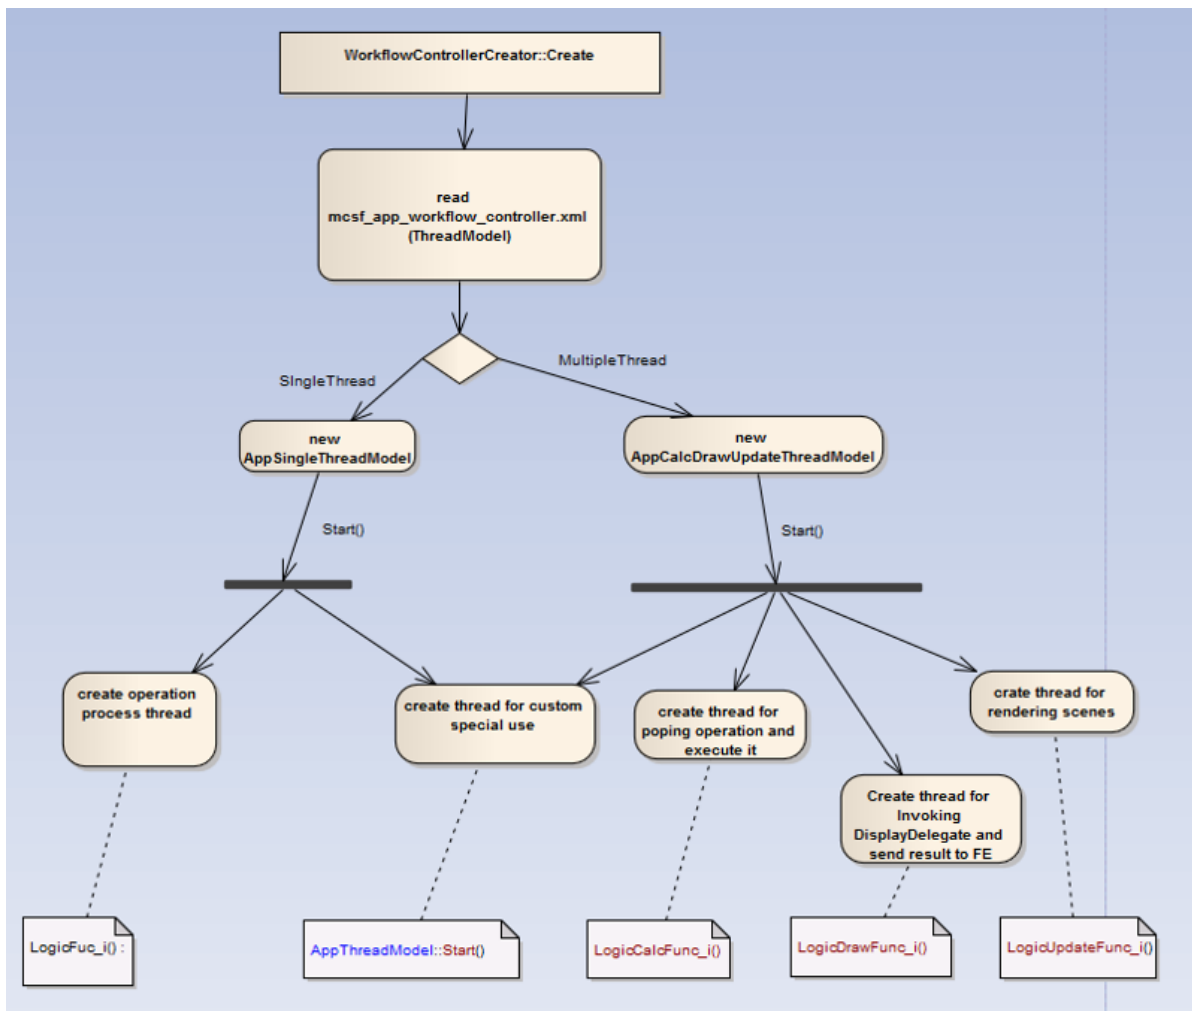 WorkflowControllerCreator::Create
read
mcsf_app_workflow_controller.xml
(ThreadModel)
SIngleThread
MultipleThread
new
AppSingleThreadModel
new
AppCalcDrawUpdateThreadModel
Start()
Start()
create operation
process thread
create thread for custom
special use
create thread for
poping operation and
execute it
crate thread for
rendering scenes
Create thread for
Invoking
DisplayDelegate and
send result to FE
LogicFuc_i() :
AppThreadModel::Start()
LogicCalcFunc_i()
LogicDrawFunc_i()
LogicUpdateFunc_i()